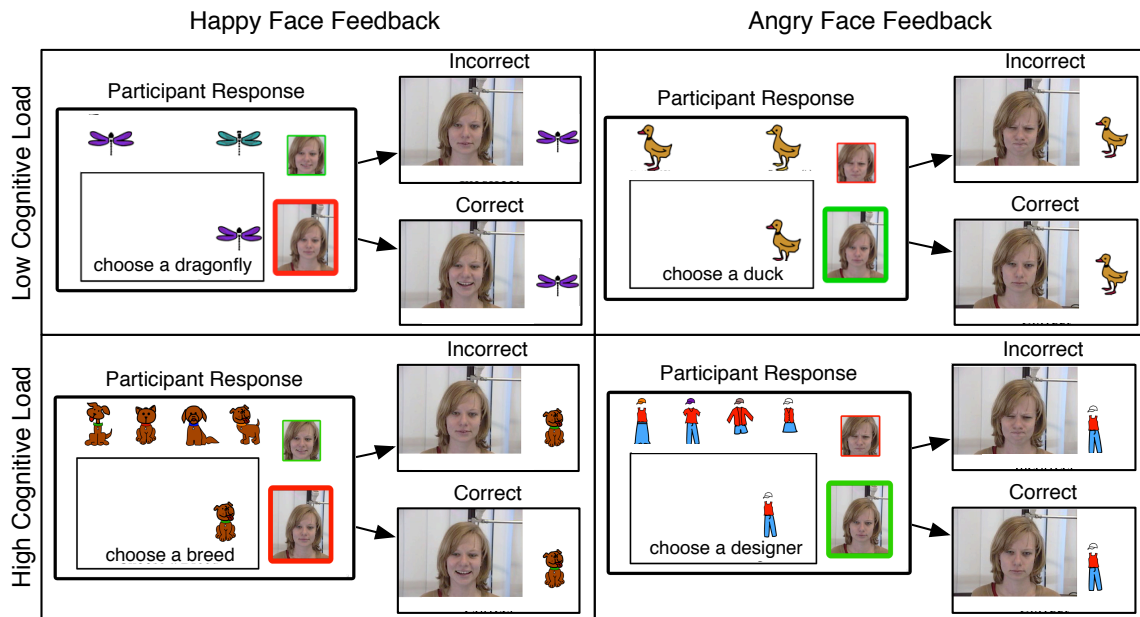 Happy Face Feedback
Angry Face Feedback
Low Cognitive Load
Participant Response
choose a dragonfly
Incorrect
Correct
Participant Response
choose a duck
Incorrect
Correct
High Cognitive Load
Participant Response
choose a breed
Incorrect
Correct
Participant Response
choose a designer
Incorrect
Correct